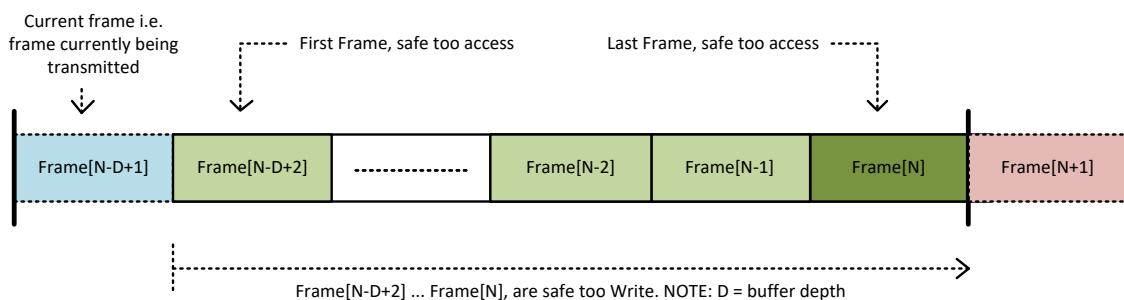 Current frame i.e.
frame currently being
transmitted
First Frame, safe too access
Last Frame, safe too access
Frame[N-D+1]
Frame[N-D+2]
Frame[N-2]
Frame[N-1]
Frame[N]
Frame[N+1]
Frame[N-D+2] ... Frame[N], are safe too Write. NOTE: D = buffer depth